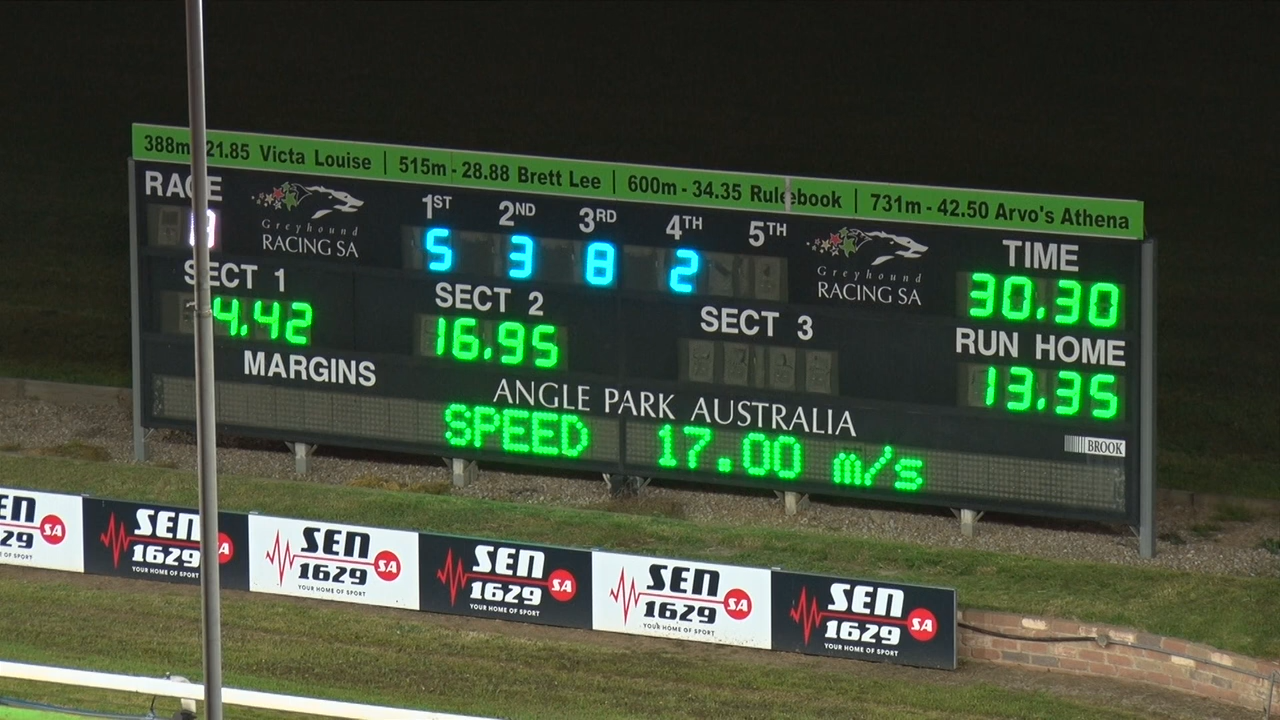 388m 21.85 Victa Louise | 515m - 28.88 Brett Lee | 600m - 34.35 Rulebook | 731m - 42.50 Arvo's Athena
RACE
Greyhound
RACING SA
1ST 2ND 3RD 4TH 5TH
5 3 8 2
Greyhound
RACING SA
TIME
30.30
SECT 1
4.42
SECT 2
16.95
SECT 3
RUN HOME
13.35
MARGINS
ANGLE PARK AUSTRALIA
BROOK
SPEED 17.00 m/s
EN
29
SA
OF SPORT
SEN
1629
A
YOUR HOME OF SPORT
SEN
1629
SA
YOUR HOME OF SPORT
SEN
1629
SA
YOUR HOME OF SPORT
SEN
1629
SA
YOUR HOME OF SPORT
SEN
1629
SA
YOUR HOME OF SPORT